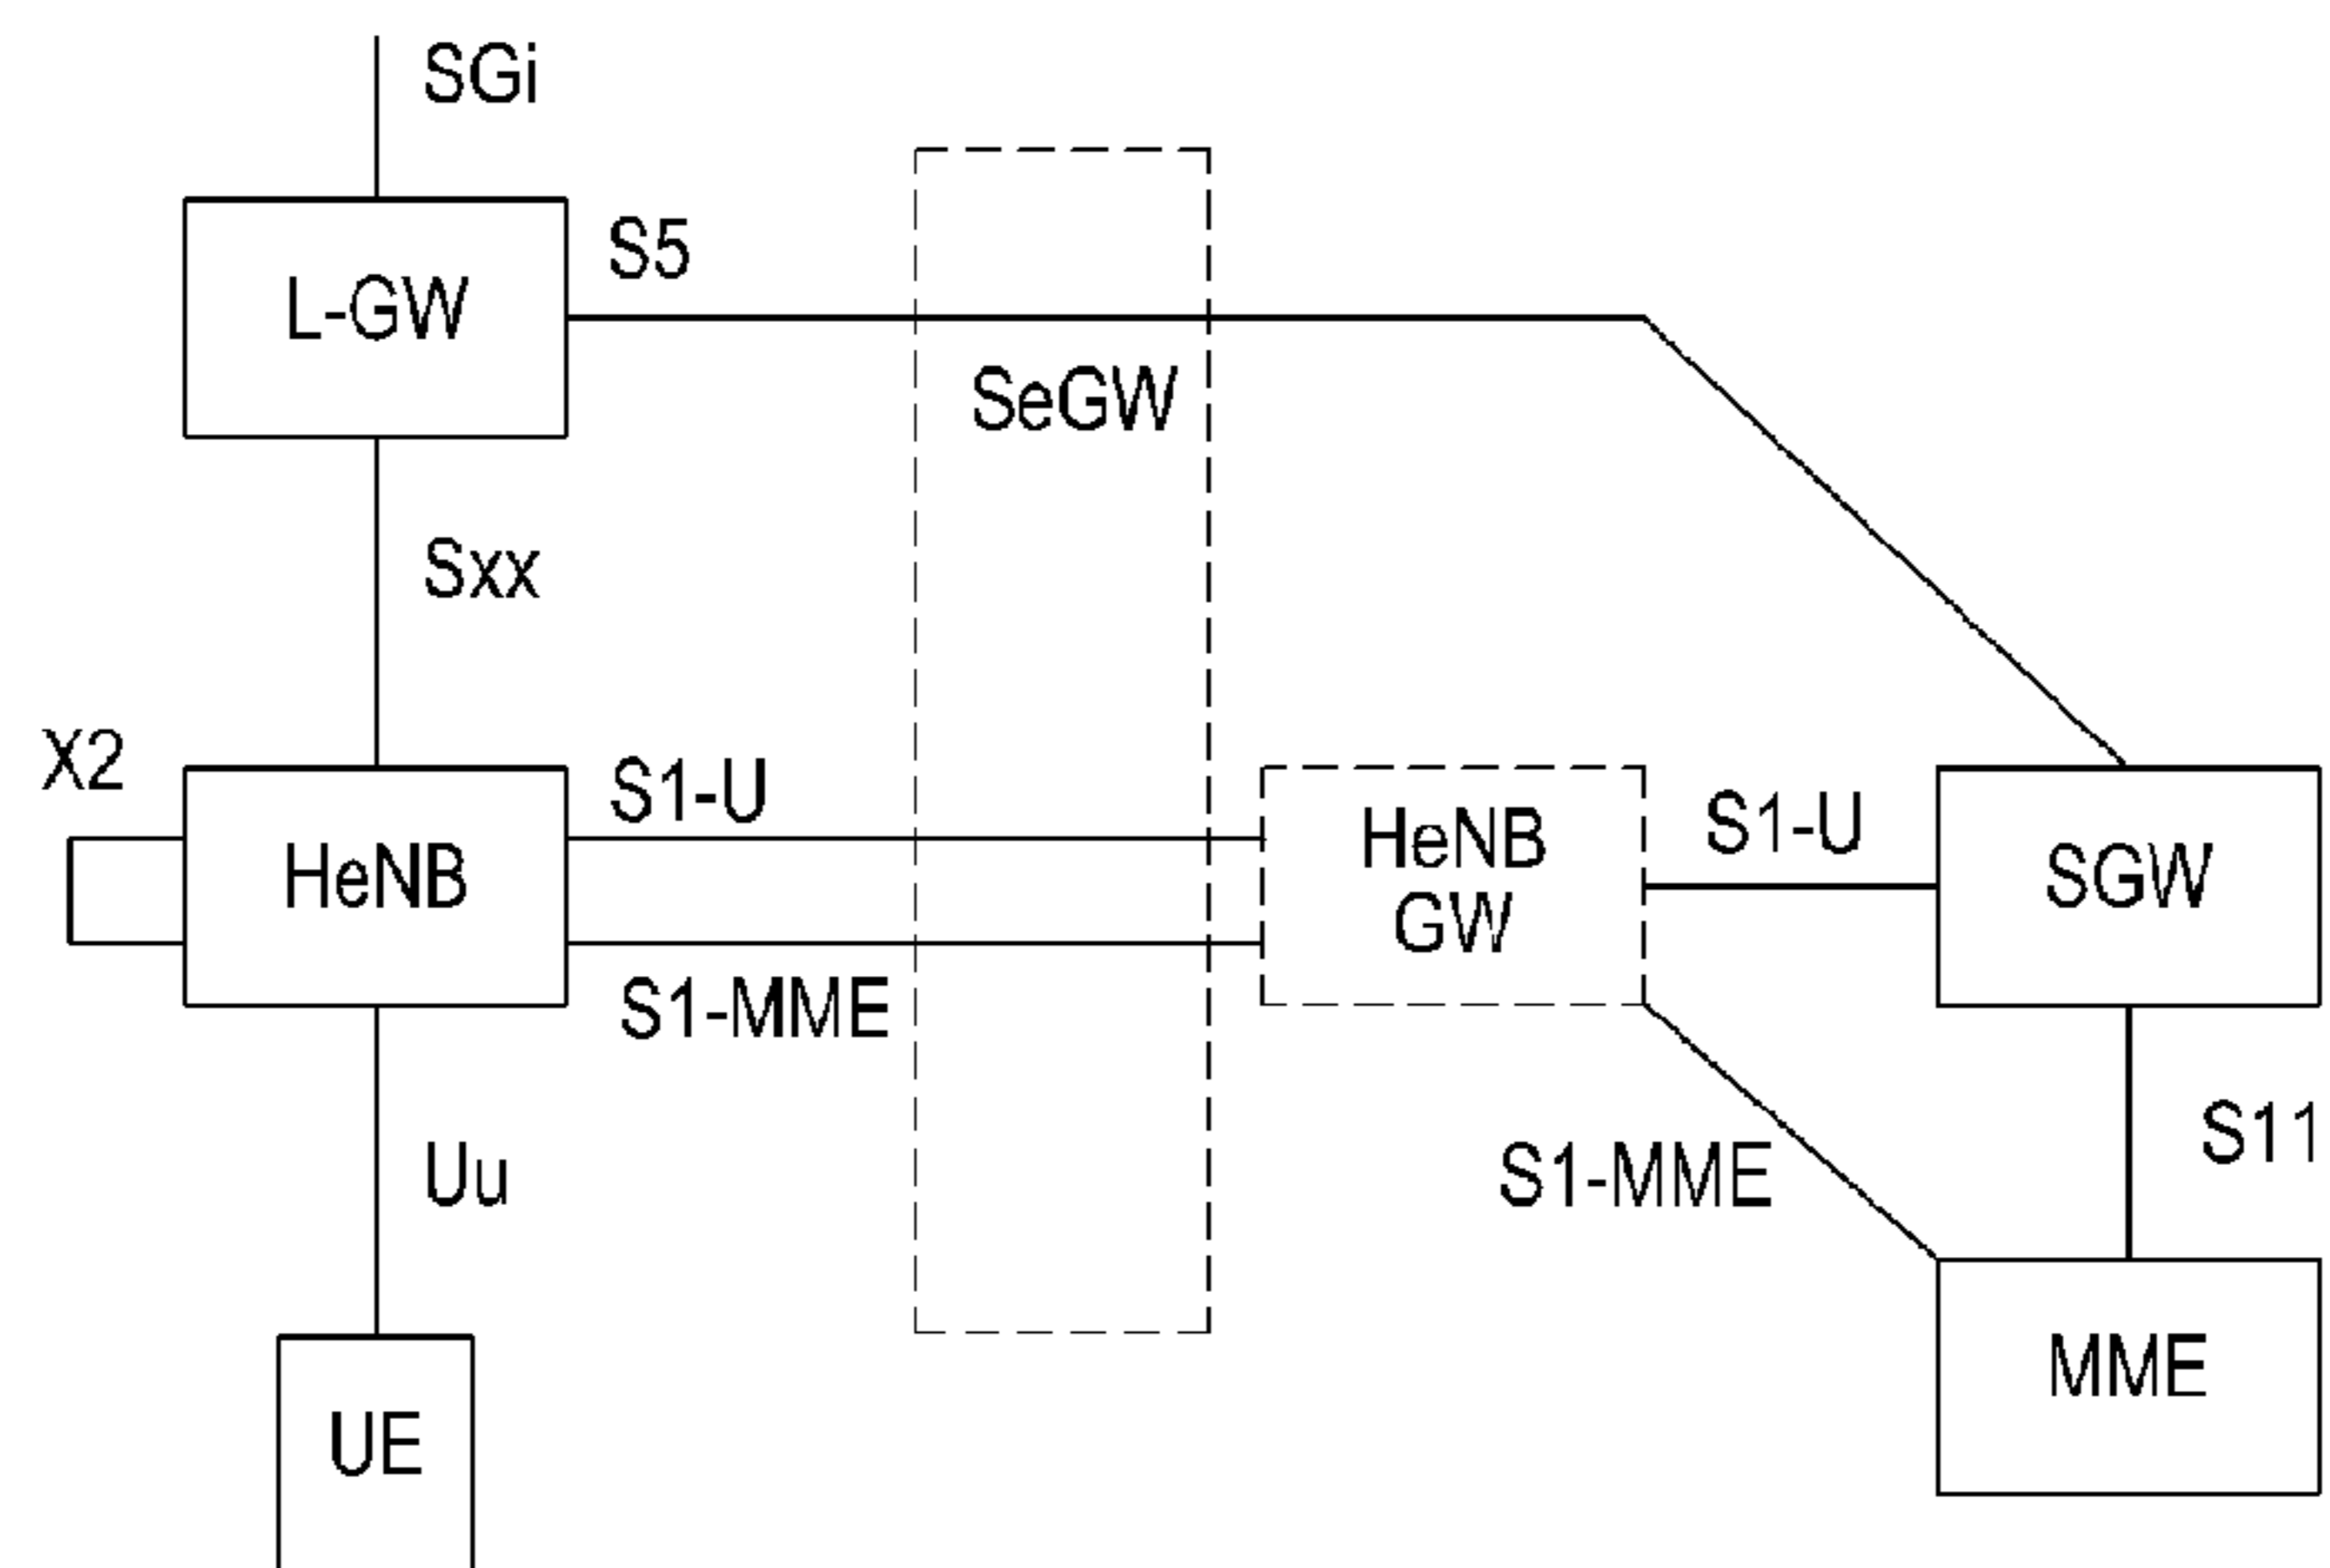 SGi
S5
L-GW
SeGW
Sxx
X2
S1-U
HeNB
HeNB
GW
S1-U
SGW
S1-MME
Uu
S1-MME
S11
MME
UE